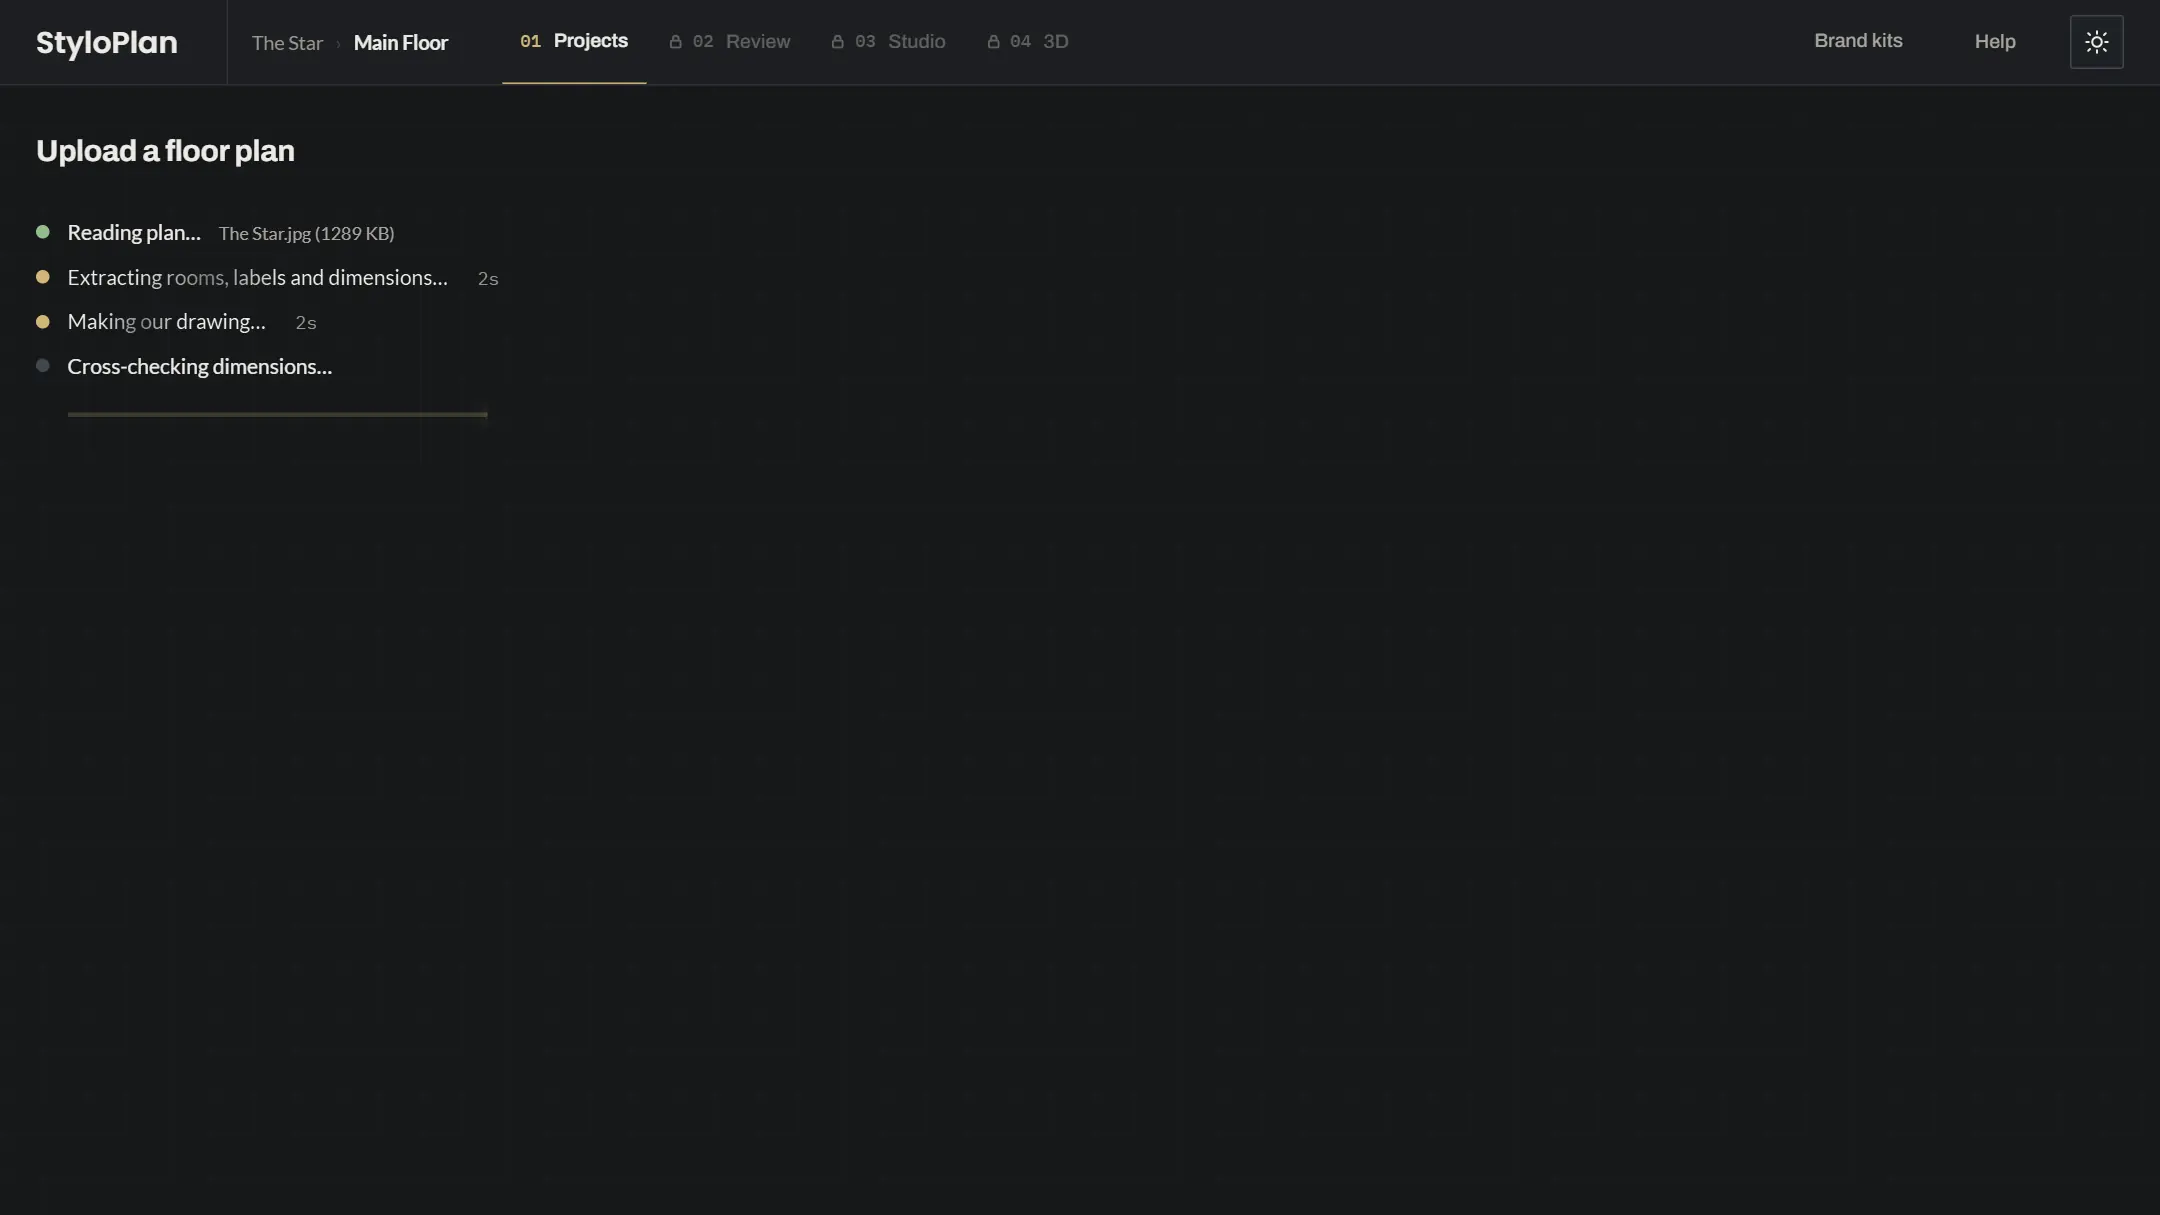 StyloPlan
The Star › Main Floor
01 Projects
02 Review
03 Studio
04 3D
Brand kits
Help
Upload a floor plan
Reading plan... The Star.jpg (1289 KB)
Extracting rooms, labels and dimensions... 2s
Making our drawing... 2s
Cross-checking dimensions...